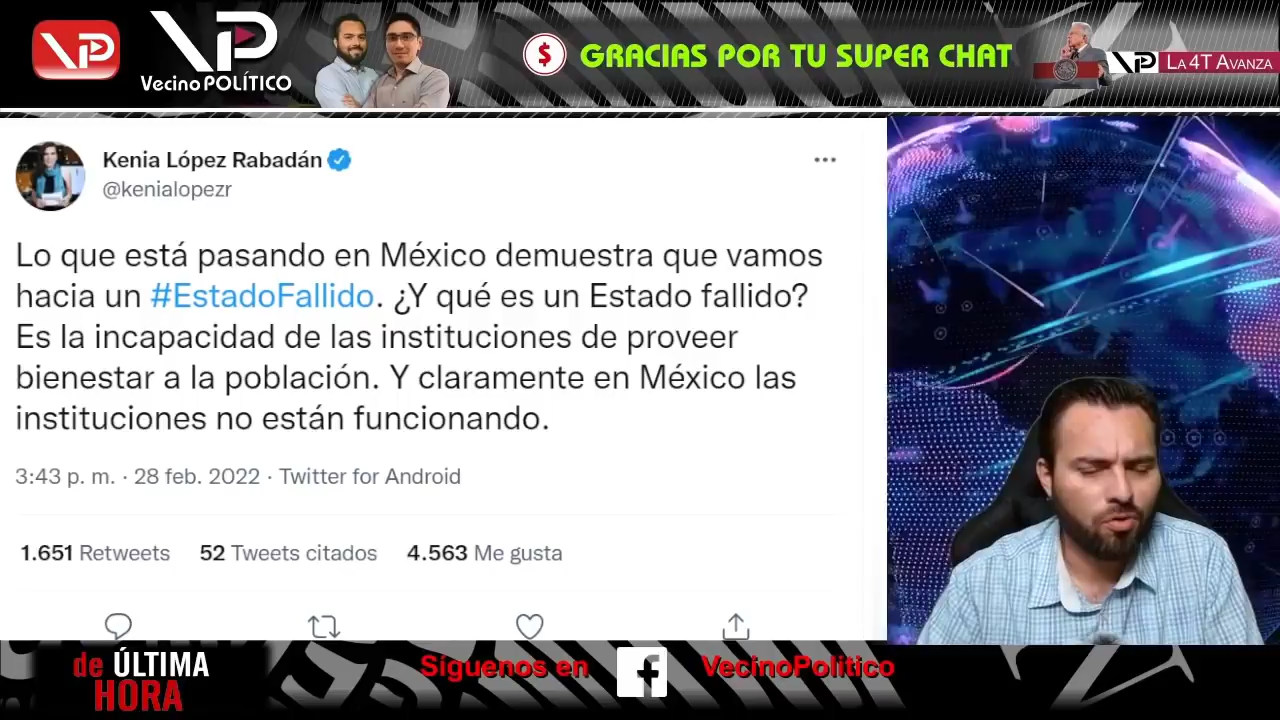 VP
VP
Vecino POLÍTICO
$ GRACIAS POR TU SUPER CHAT
VP LA 4T AVANZA
Kenia López Rabadán
@kenialopezr
Lo que está pasando en México demuestra que vamos
hacia un #EstadoFallido. ¿Y qué es un Estado fallido?
Es la incapacidad de las instituciones de proveer
bienestar a la población. Y claramente en México las
instituciones no están funcionando.
3:43 p. m. · 28 feb. 2022 · Twitter for Android
1.651 Retweets 52 Tweets citados 4.563 Me gusta
de ÚLTIMA
HORA
Síguenos en f VecinoPolitico